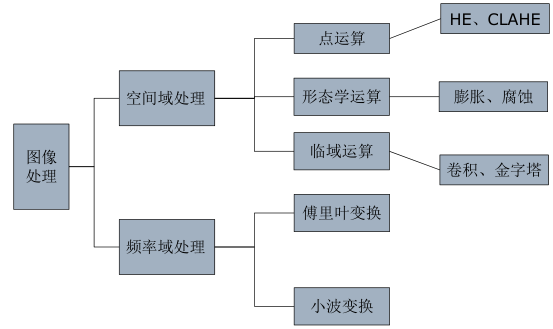 图像
处理
空间域处理
点运算
HE、CLAHE
形态学运算
膨胀、腐蚀
临域运算
卷积、金字塔
频率域处理
傅里叶变换
小波变换